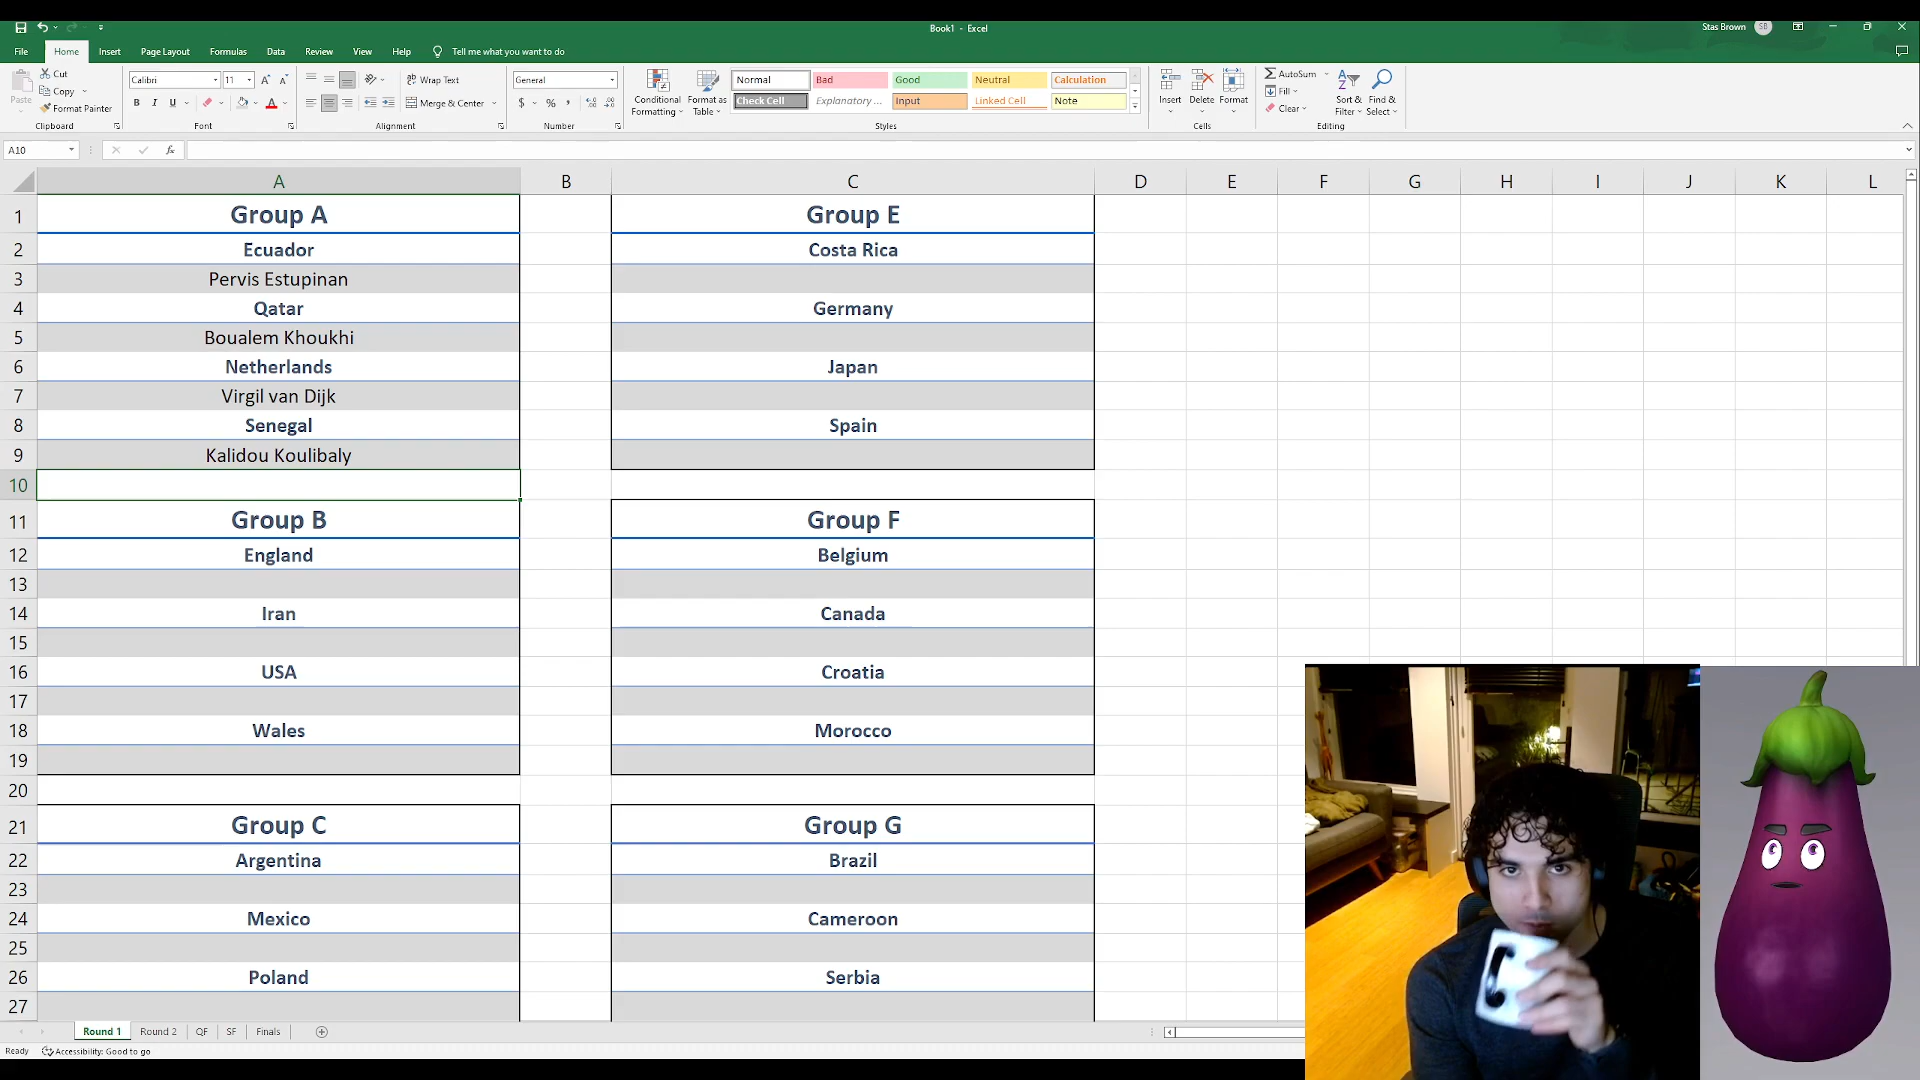 Book1 - Excel
Stas Brown SB
File Home Insert Page Layout Formulas Data Review View Help Tell me what you want to do
Paste
Cut
Copy
Format Painter
Clipboard
Calibri 11
B I U
Font
Wrap Text
Merge & Center
Alignment
General
$ % ,
Number
Conditional Formatting
Format as Table
Normal Bad Good Neutral Calculation
Check Cell Explanatory ... Input Linked Cell Note
Styles
Insert Delete Format
Cells
AutoSum
Fill
Clear
Sort & Filter
Find & Select
Editing
A10
fx
A B C D E F G H I J K L
1 Group A Group E
2 Ecuador Costa Rica
3 Pervis Estupinan
4 Qatar Germany
5 Boualem Khoukhi
6 Netherlands Japan
7 Virgil van Dijk
8 Senegal Spain
9 Kalidou Koulibaly
10
11 Group B Group F
12 England Belgium
13
14 Iran Canada
15
16 USA Croatia
17
18 Wales Morocco
19
20
21 Group C Group G
22 Argentina Brazil
23
24 Mexico Cameroon
25
26 Poland Serbia
27
Round 1 Round 2 QF SF Finals
Ready Accessibility: Good to go